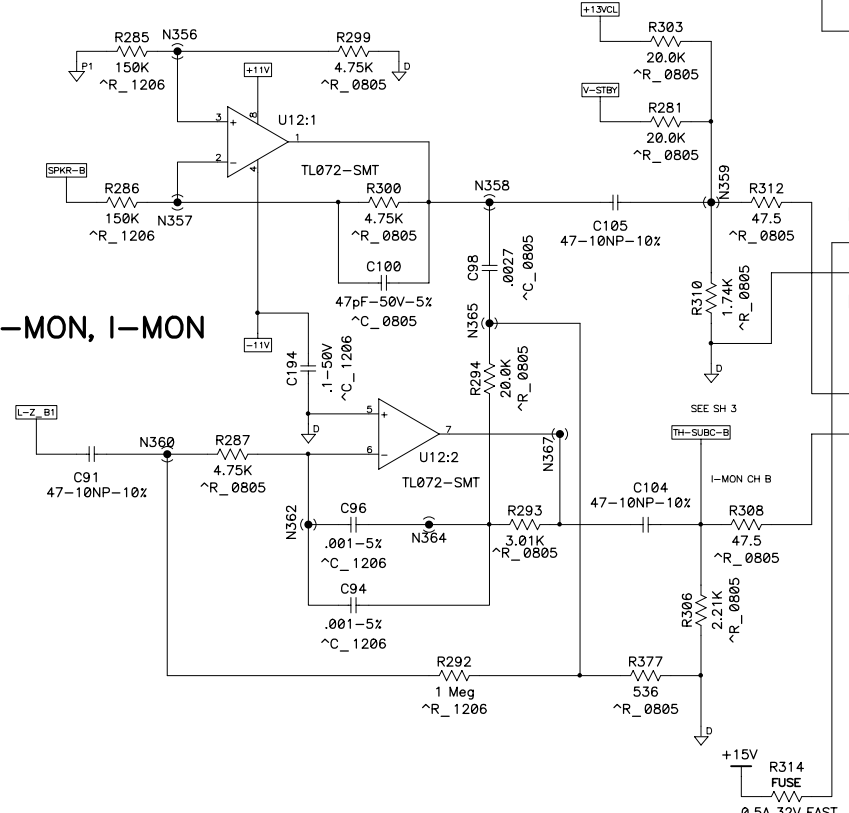 +13VCL
R303
20.0K
^R_0805
R285
N356
R299
P1
150K
^R_1206
+11V
4.75K
^R_0805
D
V-STBY
R281
20.0K
^R_0805
3
+
8
U12:1
1
2
−
4
TL072-SMT
SPKR-B
R286
150K
^R_1206
N357
R300
4.75K
^R_0805
N358
C105
47-10NP-10%
N359
R312
47.5
^R_0805
C100
47pF-50V-5%
^C_0805
C98
.0027
^C_0805
R310
1.74K
^R_0805
D
-MON, I-MON
-11V
N365
C194
.1-50V
^C_1206
D
R294
20.0K
^R_0805
SEE SH 3
TH-SUBC-B
L-Z_B1
5
+
7
6
−
U12:2
TL072-SMT
N367
N360
R287
4.75K
^R_0805
C91
47-10NP-10%
I-MON CH B
C104
47-10NP-10%
R308
47.5
^R_0805
N362
C96
.001-5%
^C_1206
N364
R293
3.01K
^R_0805
C94
.001-5%
^C_1206
R306
2.21K
^R_0805
R292
1 Meg
^R_1206
R377
536
^R_0805
D
+15V
R314
FUSE
0.5A 32V FAST